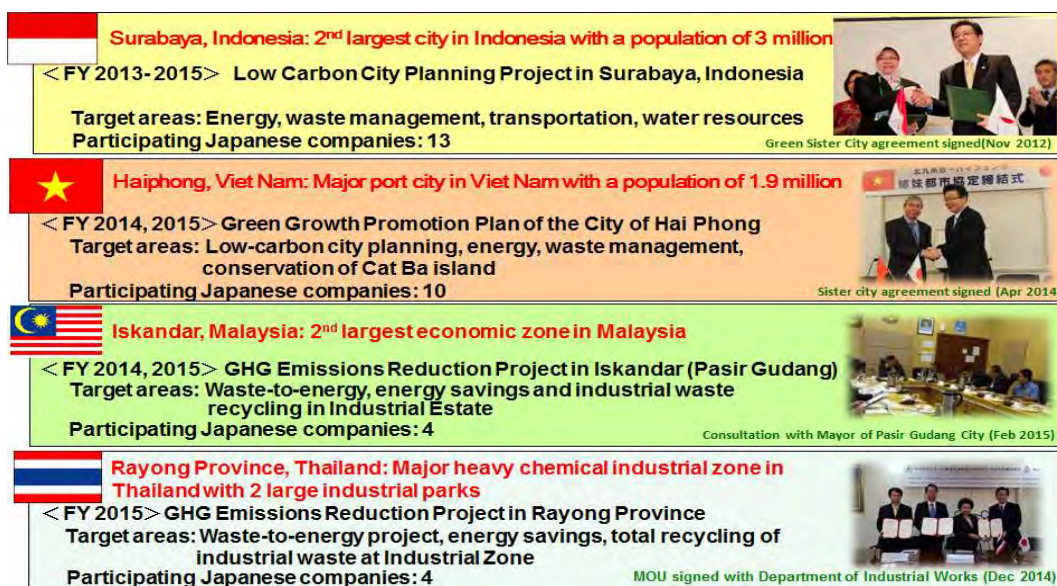 Surabaya, Indonesia: 2nd largest city in Indonesia with a population of 3 million
＜FY 2013-2015＞ Low Carbon City Planning Project in Surabaya, Indonesia
Target areas: Energy, waste management, transportation, water resources
Participating Japanese companies: 13
Green Sister City agreement signed(Nov 2012)
Haiphong, Viet Nam: Major port city in Viet Nam with a population of 1.9 million
＜FY 2014, 2015＞ Green Growth Promotion Plan of the City of Hai Phong
Target areas: Low-carbon city planning, energy, waste management,
conservation of Cat Ba island
Participating Japanese companies: 10
姉妹都市協定締結式
Sister city agreement signed (Apr 2014
Iskandar, Malaysia: 2nd largest economic zone in Malaysia
＜FY 2014, 2015＞ GHG Emissions Reduction Project in Iskandar (Pasir Gudang)
Target areas: Waste-to-energy, energy savings and industrial waste
recycling in Industrial Estate
Participating Japanese companies: 4
Consultation with Mayor of Pasir Gudang City (Feb 2015)
Rayong Province, Thailand: Major heavy chemical industrial zone in
Thailand with 2 large industrial parks
＜FY 2015＞ GHG Emissions Reduction Project in Rayong Province
Target areas: Waste-to-energy project, energy savings, total recycling of
industrial waste at Industrial Zone
Participating Japanese companies: 4
MOU signed with Department of Industrial Works (Dec 2014)